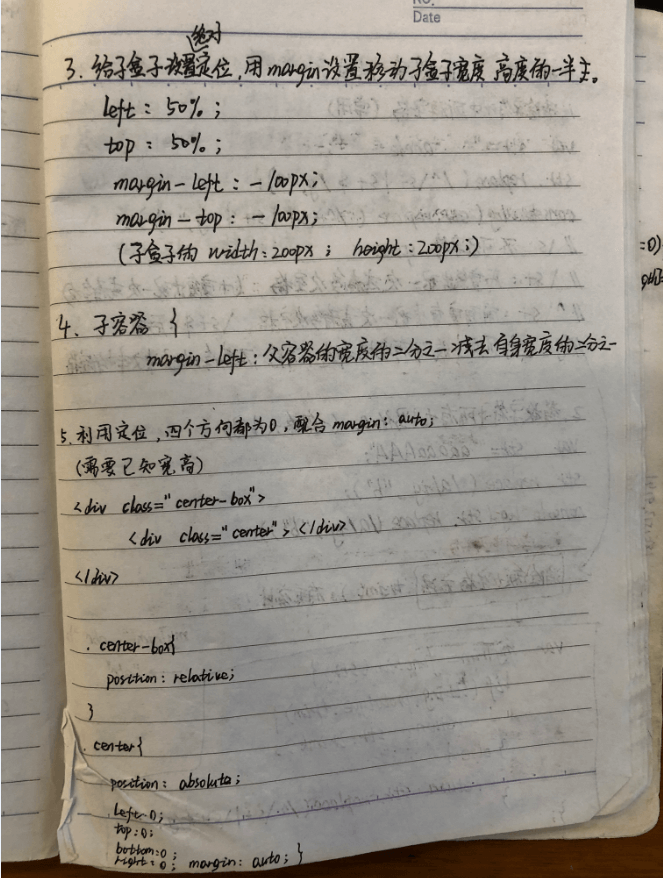 No.
Date
绝对
3. 给子盒子设置定位,用margin设置移动子盒子宽度 高度的一半主。
left: 50%;
top: 50%;
margin-left: -100px;
margin-top: -100px;
(子盒子的 width:200px; height:200px;)
4. 子容器 {
margin-left: 父容器的宽度的二分之一 减去 自身宽度的二分之一
5. 利用定位,四个方向都为0,配合 margin: auto;
(需要已知宽高)
<div class="center-box">
<div class="center"> </div>
</div>
.center-box{
position: relative;
}
.center{
position: absolute;
left:0;
top:0;
bottom:0;
right:0; margin: auto; }